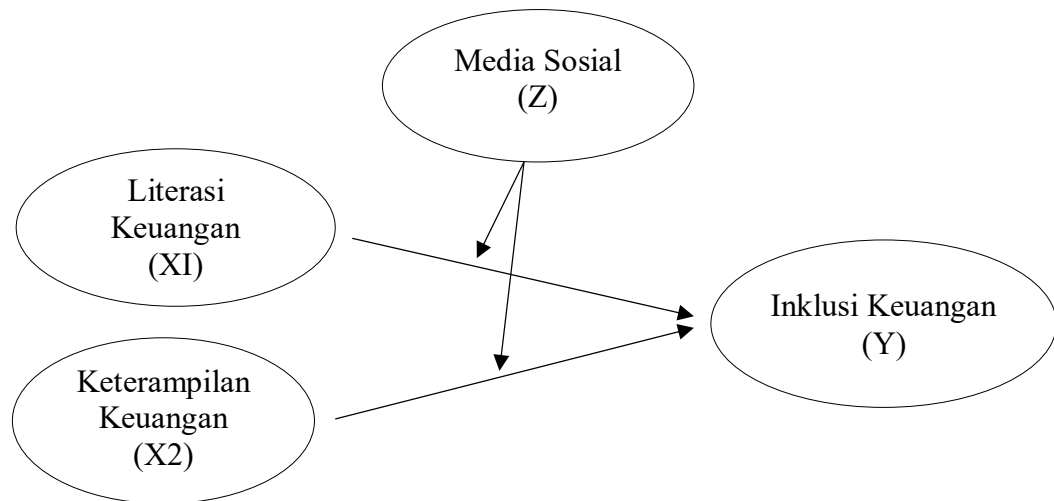 Media Sosial
(Z)
Literasi
Keuangan
(XI)
Inklusi Keuangan
(Y)
Keterampilan
Keuangan
(X2)